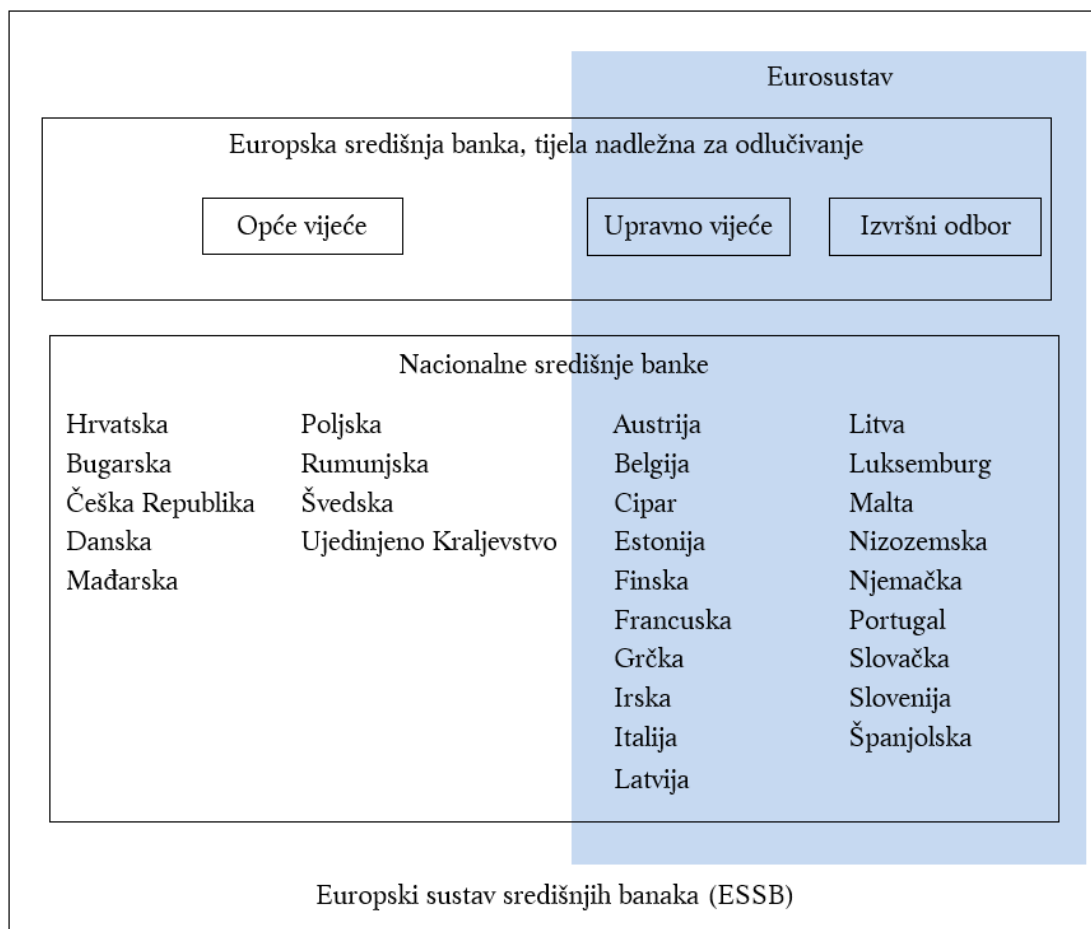 Eurosustav
Europska središnja banka, tijela nadležna za odlučivanje
Opće vijeće
Upravno vijeće
Izvršni odbor
Nacionalne središnje banke
Hrvatska
Bugarska
Češka Republika
Danska
Mađarska
Poljska
Rumunjska
Švedska
Ujedinjeno Kraljevstvo
Austrija
Belgija
Cipar
Estonija
Finska
Francuska
Grčka
Irska
Italija
Latvija
Litva
Luksemburg
Malta
Nizozemska
Njemačka
Portugal
Slovačka
Slovenija
Španjolska
Europski sustav središnjih banaka (ESSB)